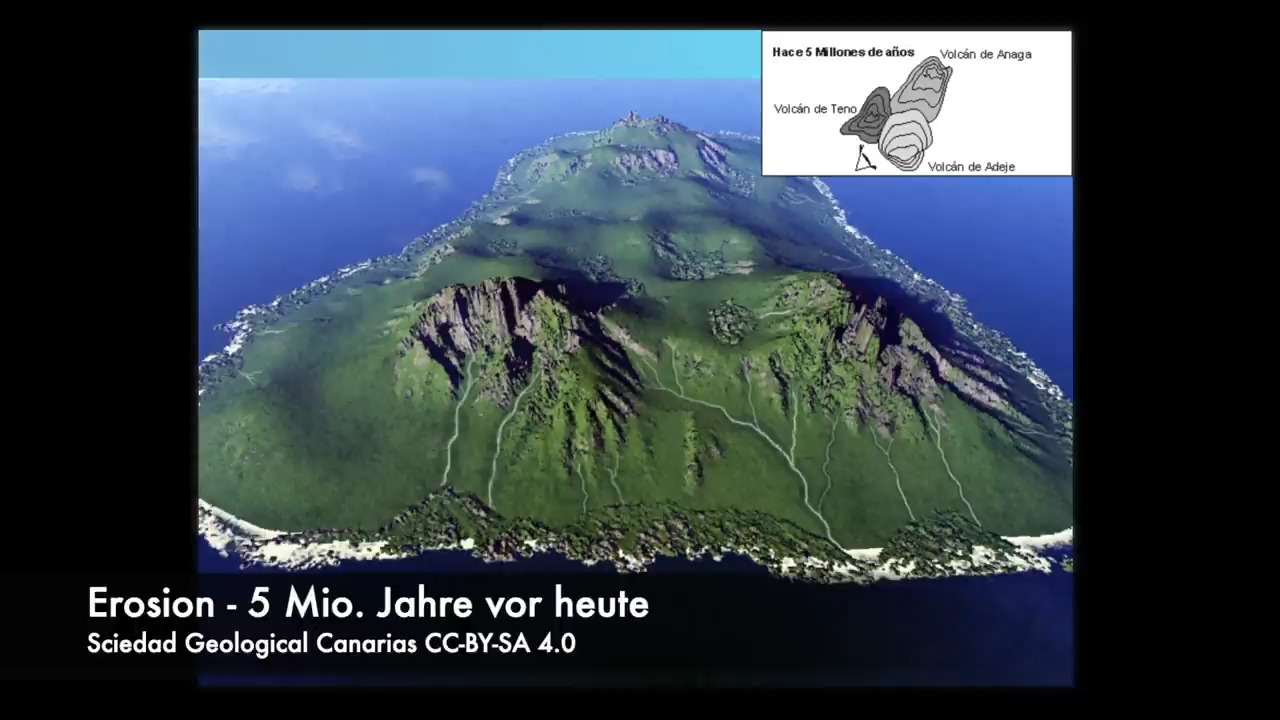 Hace 5 Millones de años
Volcán de Anaga
Volcán de Teno
Volcán de Adeje
Erosion - 5 Mio. Jahre vor heute
Sciedad Geological Canarias CC-BY-SA 4.0